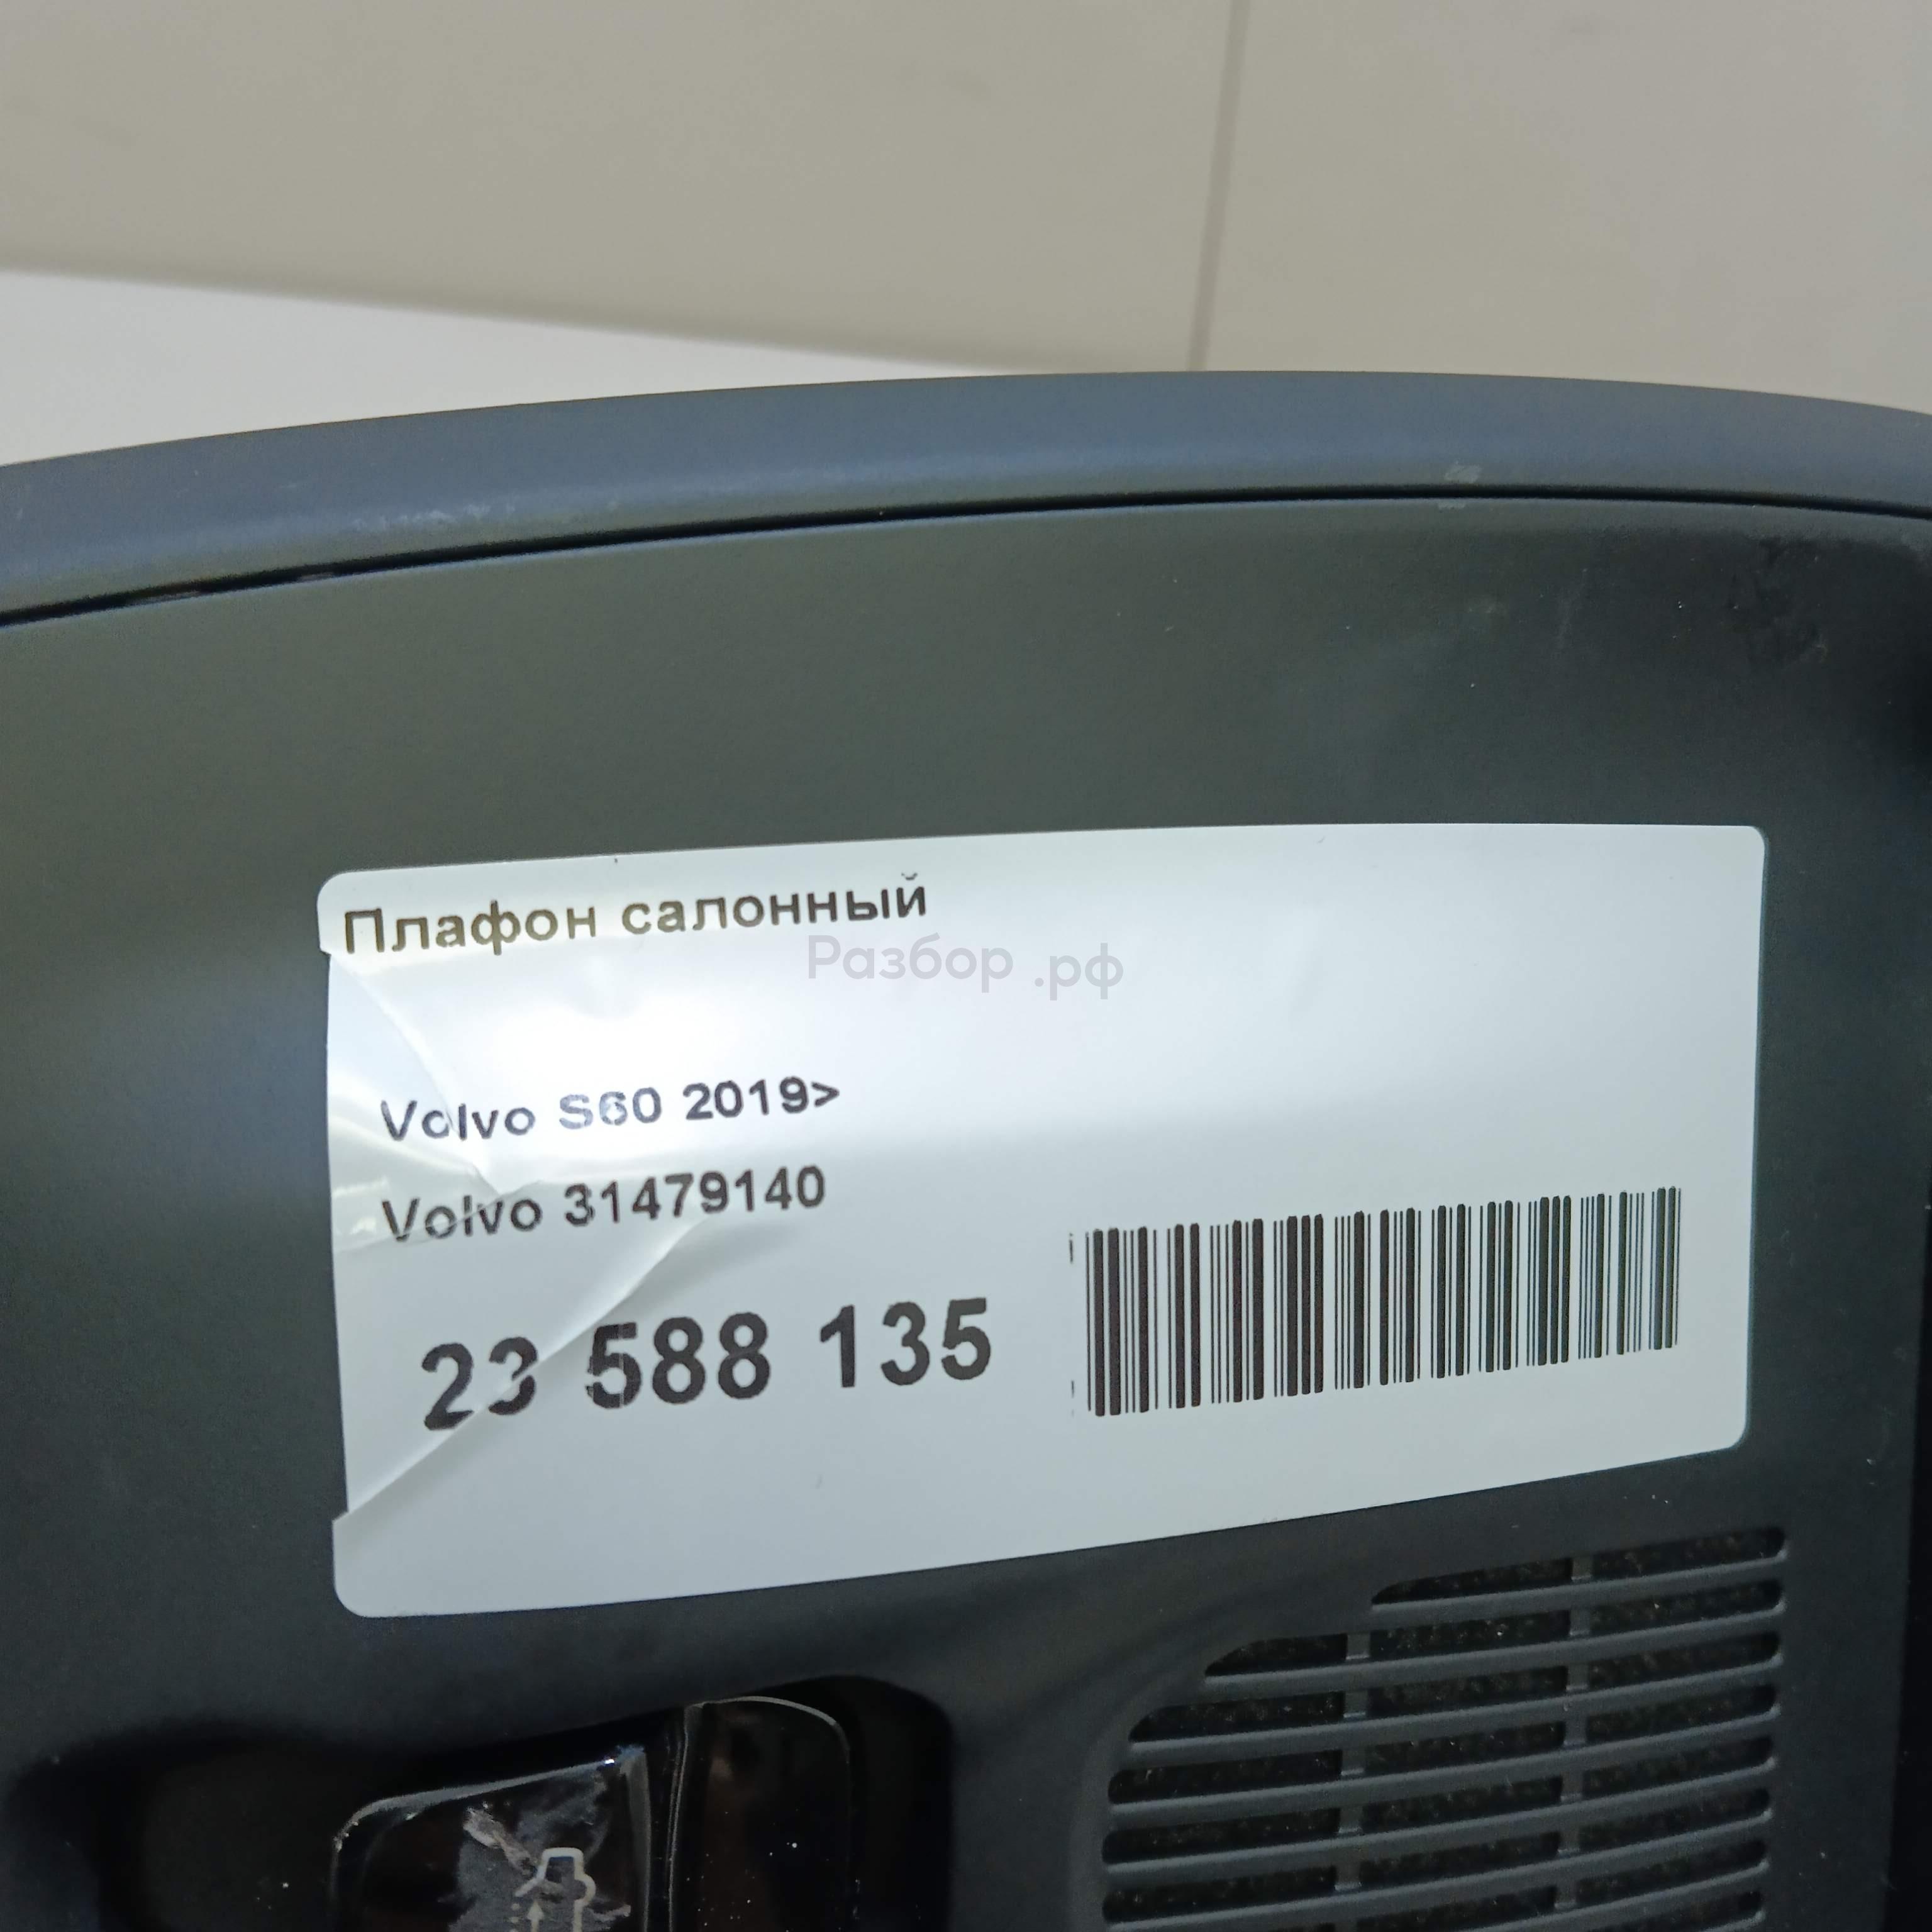 Плафон салонный
Разбор .рф
Volvo S60 2019>
Volvo 31479140
23 588 135